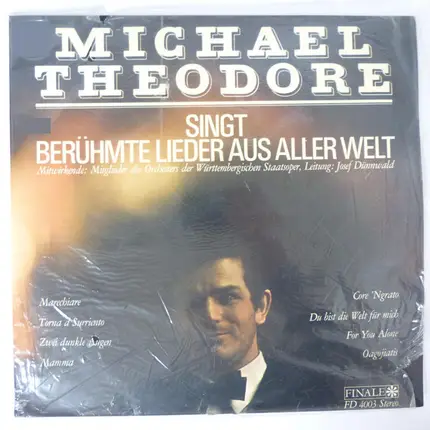 MICHAEL
THEODORE
SINGT
BERÜHMTE LIEDER AUS ALLER WELT
Mitwirkende: Mitglieder des Orchesters der Württembergischen Staatsoper, Leitung: Josef Dünnwald
Marechiare
Torna a Surriento
Zwei dunkle Augen
Mamma
Core 'Ngrato
Du bist die Welt für mich
For You Alone
Oagojiatis
FINALE
FD 4003 Stereo